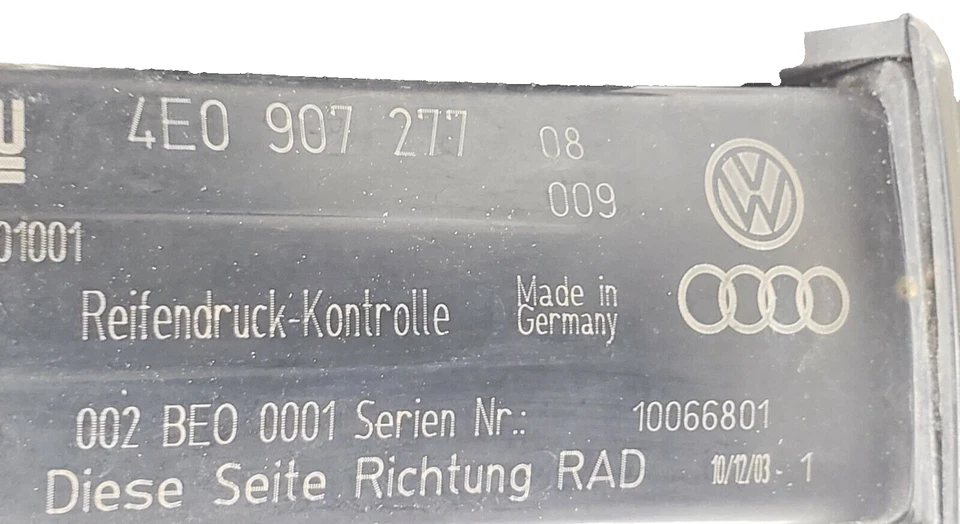 U 4E0 907 277 08
009
01001
Reifendruck-Kontrolle
Made in
Germany
002 BE0 0001 Serien Nr.: 10066801
Diese Seite Richtung RAD 10/12/03 - 1